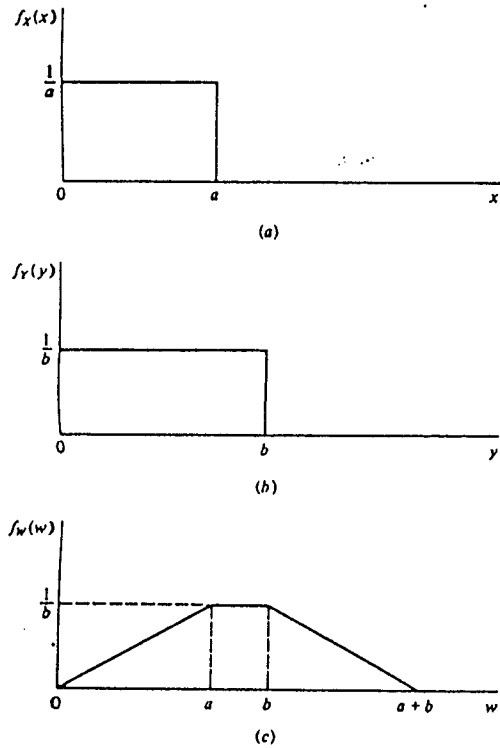 f_X(x)
1/a
0 a x
(a)
f_Y(y)
1/b
0 b y
(b)
f_W(w)
1/b
0 a b a + b w
(c)